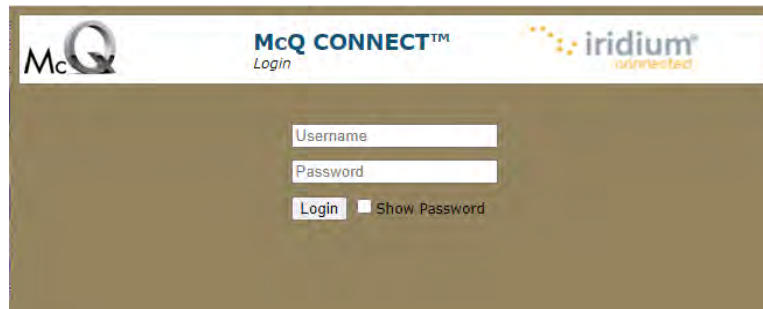 McQ
McQ CONNECT™
Login
iridium®
connected
Username
Password
Login Show Password